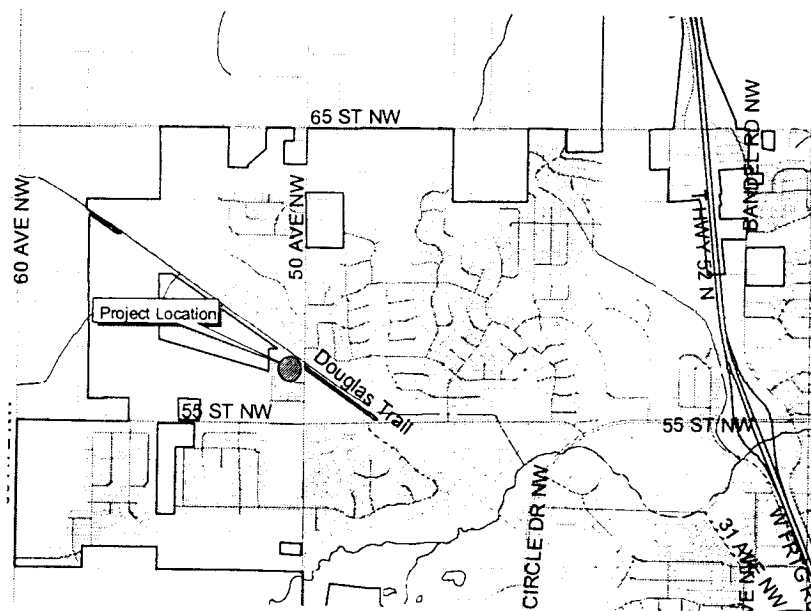 65 ST NW
BANDEL RD NW
60 AVE NW
50 AVE NW
T HWY 52 N
Project Location
Douglas Trail
55 ST NW
55 ST NW
CIRCLE DR NW
31 AVE NW
W FRTG